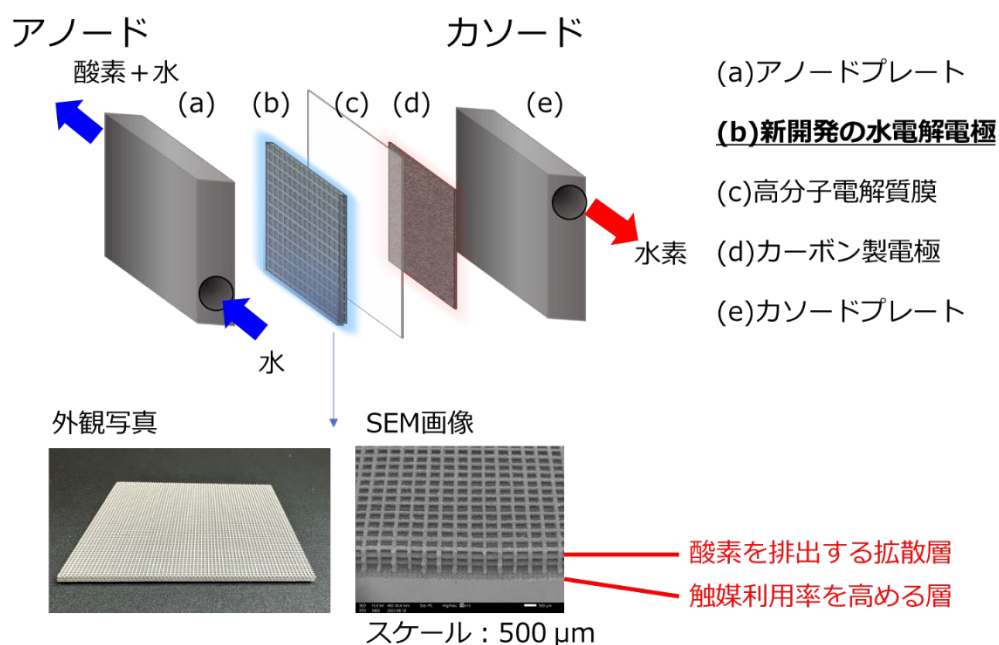 アノード
カソード
酸素＋水
(a)
(b)
(c)
(d)
(e)
水
水素
(a)アノードプレート
(b)新開発の水電解電極
(c)高分子電解質膜
(d)カーボン製電極
(e)カソードプレート
外観写真
SEM画像
酸素を排出する拡散層
触媒利用率を高める層
スケール：500 μm